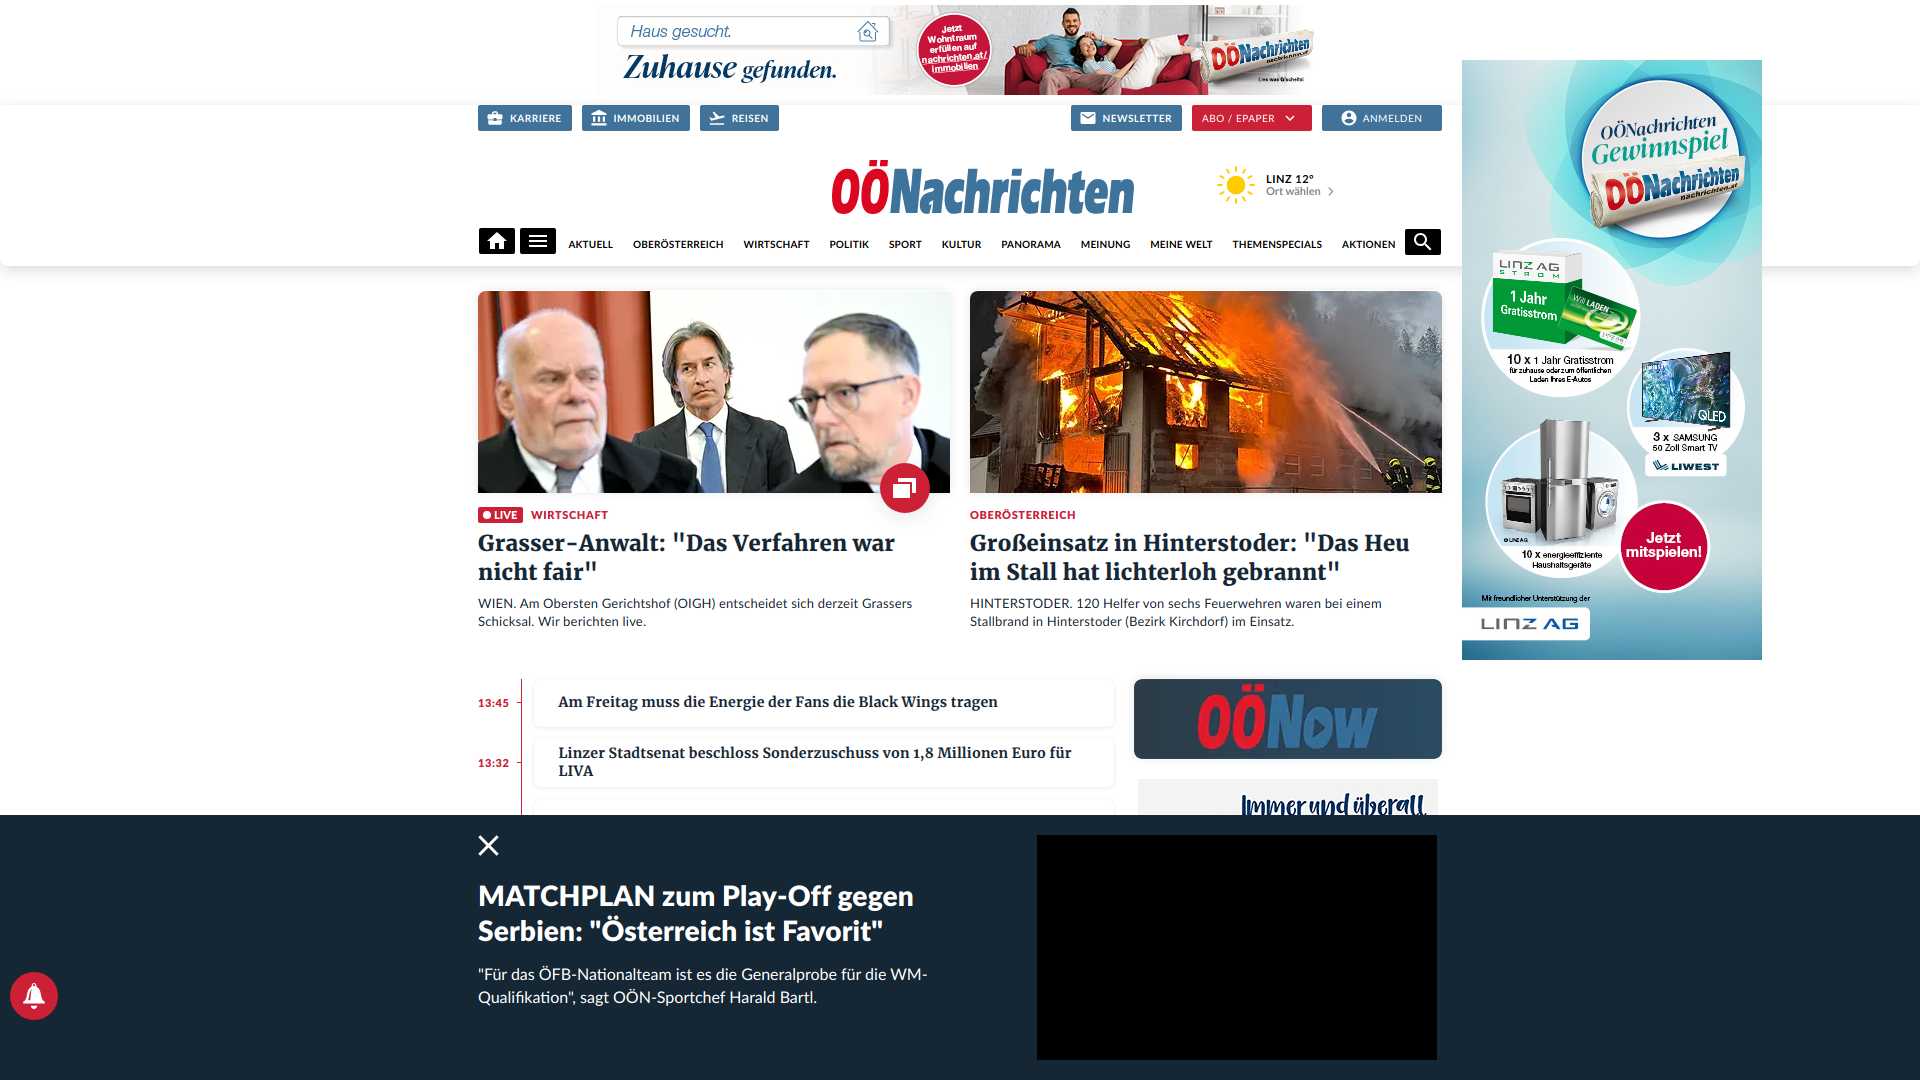 Haus gesucht.
Zuhause gefunden.
Jetzt
Wohntraum
erfüllen auf
nachrichten.at/
immobilien
OÖNachrichten
Lies was G'scheits!
KARRIERE
IMMOBILIEN
REISEN
NEWSLETTER
ABO / EPAPER
ANMELDEN
OÖNachrichten
LINZ 12°
Ort wählen
AKTUELL
OBERÖSTERREICH
WIRTSCHAFT
POLITIK
SPORT
KULTUR
PANORAMA
MEINUNG
MEINE WELT
THEMENSPECIALS
AKTIONEN
OÖNachrichten
Gewinnspiel
OÖNachrichten
nachrichten.at
LINZ AG
STROM
1 Jahr
Gratisstrom
Will LADEN
10 x 1 Jahr Gratisstrom
für zuhause oder zum öffentlichen
Laden Ihres E-Autos
QLED
3 x SAMSUNG
50 Zoll Smart TV
LIWEST
© LINZ AG
10 x energieeffiziente
Haushaltsgeräte
Jetzt
mitspielen!
Mit freundlicher Unterstützung der
LINZ AG
LIVE WIRTSCHAFT
Grasser-Anwalt: "Das Verfahren war
nicht fair"
WIEN. Am Obersten Gerichtshof (OIGH) entscheidet sich derzeit Grassers
Schicksal. Wir berichten live.
OBERÖSTERREICH
Großeinsatz in Hinterstoder: "Das Heu
im Stall hat lichterloh gebrannt"
HINTERSTODER. 120 Helfer von sechs Feuerwehren waren bei einem
Stallbrand in Hinterstoder (Bezirk Kirchdorf) im Einsatz.
13:45
Am Freitag muss die Energie der Fans die Black Wings tragen
13:32
Linzer Stadtsenat beschloss Sonderzuschuss von 1,8 Millionen Euro für
LIVA
OÖNow
Immer und überall
MATCHPLAN zum Play-Off gegen
Serbien: "Österreich ist Favorit"
"Für das ÖFB-Nationalteam ist es die Generalprobe für die WM-
Qualifikation", sagt OÖN-Sportchef Harald Bartl.